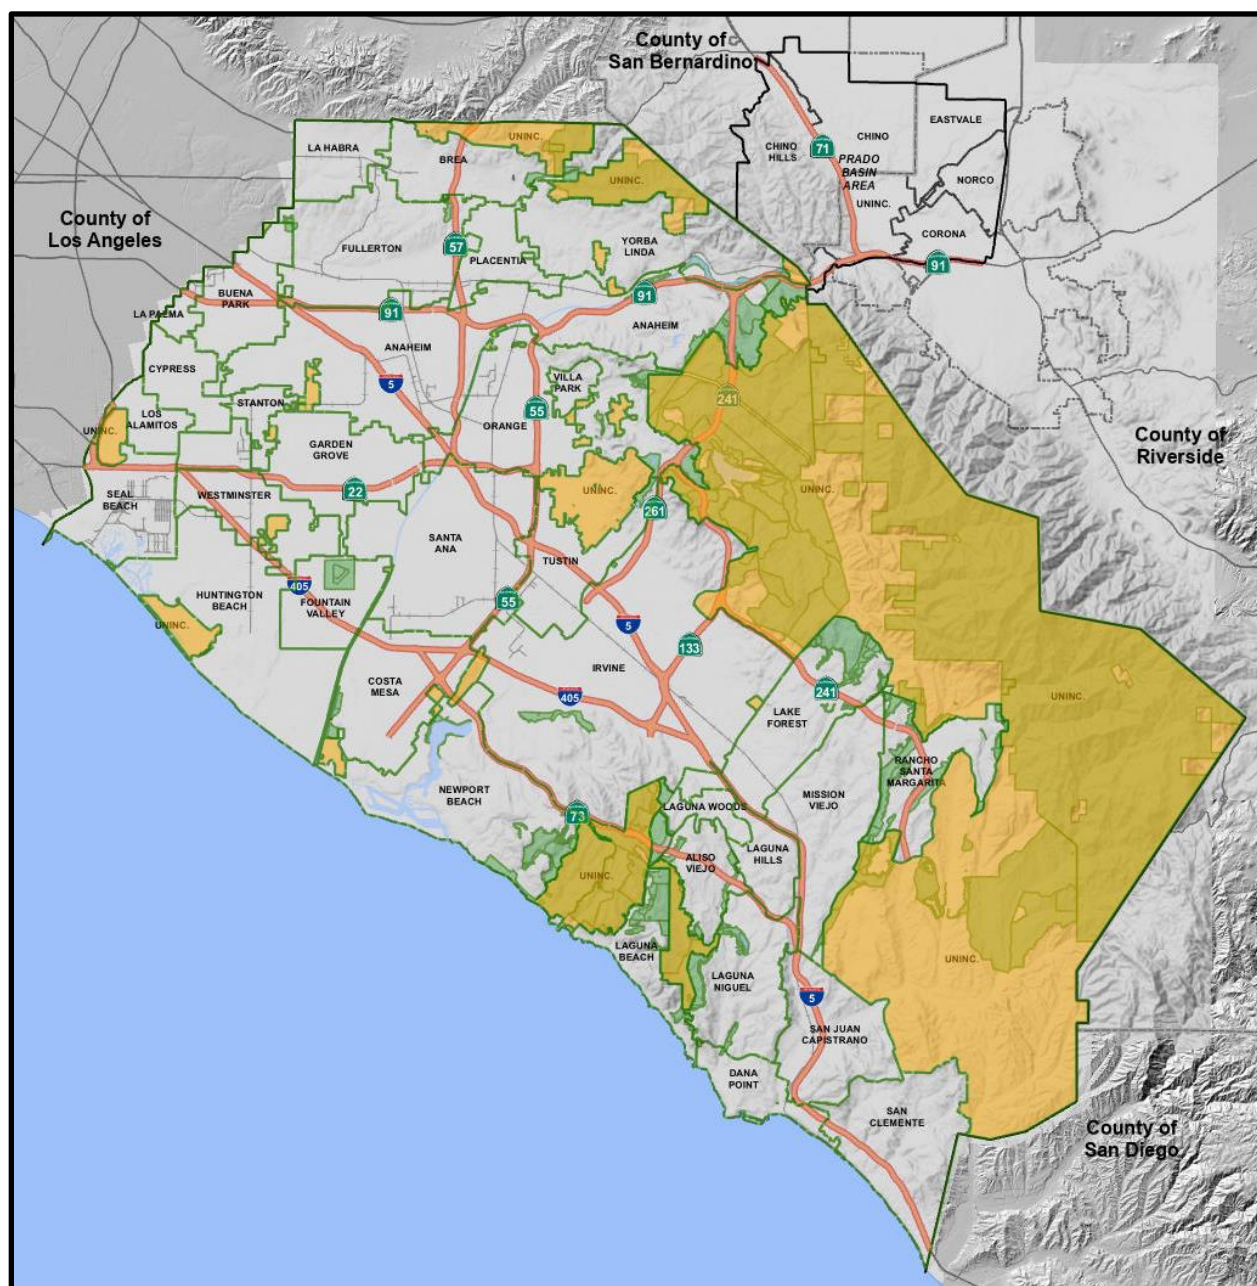 County of
San Bernardino
EASTVALE
CHINO
71
CHINO
HILLS
PRADO
BASIN
AREA
NORCO
UNINC.
CORONA
91
LA HABRA
BREA
UNINC.
UNINC.
County of
Los Angeles
FULLERTON
57
PLACENTIA
YORBA
LINDA
BUENA
PARK
91
91
LA PALMA
ANAHEIM
ANAHEIM
CYPRESS
5
VILLA
PARK
241
STANTON
LOS
ALAMITOS
UNINC.
55
ORANGE
GARDEN
GROVE
County of
Riverside
UNINC.
UNINC.
SEAL
BEACH
WESTMINSTER
22
261
SANTA
ANA
TUSTIN
HUNTINGTON
BEACH
405
FOUNTAIN
VALLEY
55
5
UNINC.
133
IRVINE
COSTA
MESA
405
241
UNINC.
LAKE
FOREST
RANCHO
SANTA
MARGARITA
NEWPORT
BEACH
MISSION
VIEJO
LAGUNA WOODS
73
LAGUNA
HILLS
ALISO
VIEJO
UNINC.
LAGUNA
BEACH
UNINC.
LAGUNA
NIGUEL
5
SAN JUAN
CAPISTRANO
DANA
POINT
SAN
CLEMENTE
County of
San Diego